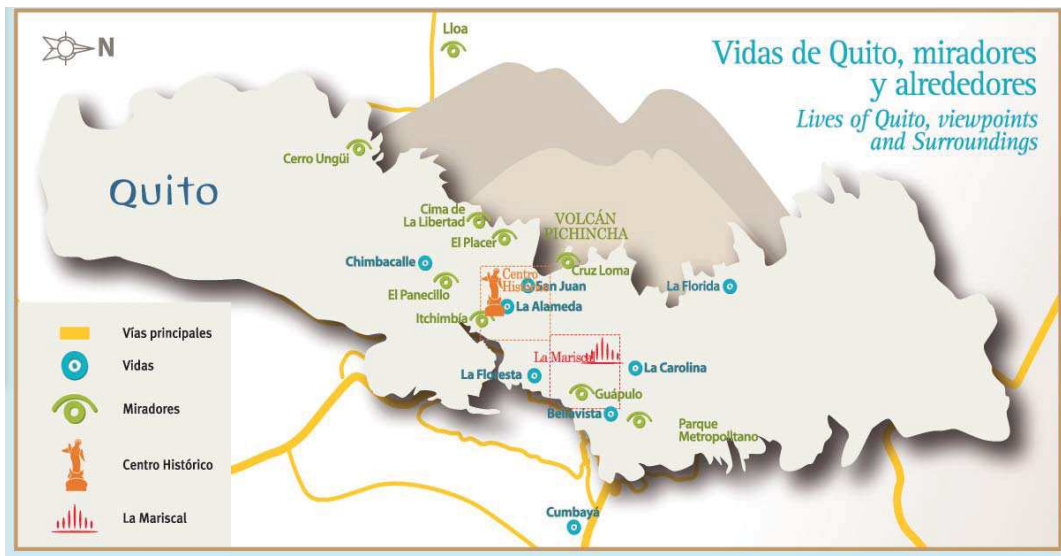 Lloa
N
Vidas de Quito, miradores
y alrededores
Lives of Quito, viewpoints
and Surroundings
Cerro Ungüi
Quito
Cima de
La Libertad
El Placer
VOLCÁN
PICHINCHA
Chimbacalle
Centro
Histórico
Cruz Loma
El Panecillo
San Juan
La Florida
La Alameda
Itchimbía
Vías principales
La Mariscal
Vidas
La Floresta
La Carolina
Guápulo
Miradores
Bellavista
Parque
Metropolitano
Centro Histórico
Cumbayá
La Mariscal